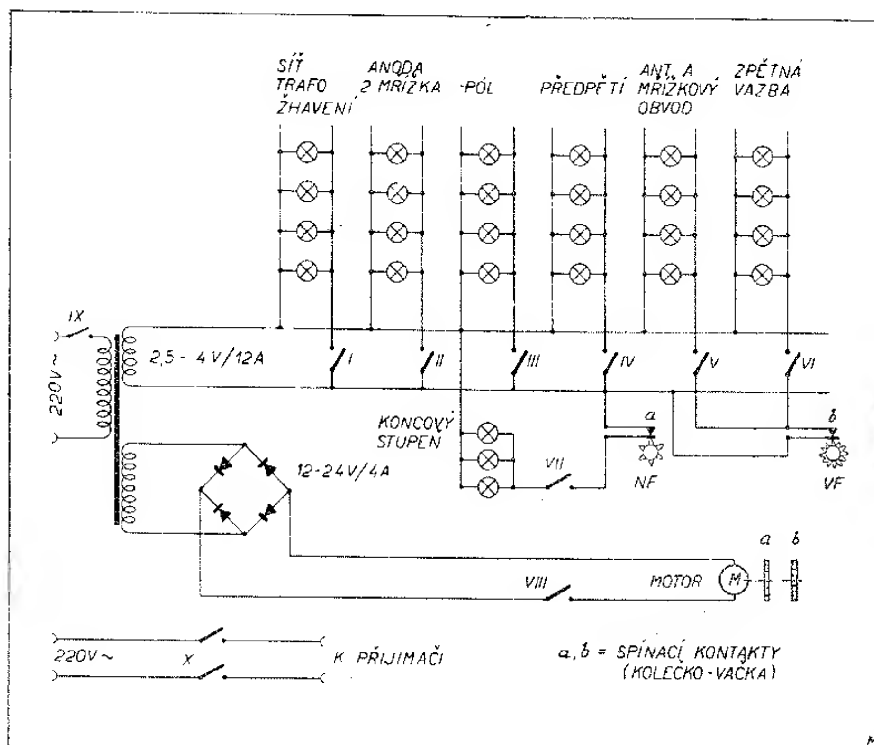 SÍŤ
TRAFO
ŽHAVENÍ
ANODA
2 MŘÍŽKA
-PÓL
PŘEDPĚTÍ
ANT. A
MŘÍŽKOVÝ
OBVOD
ZPĚTNÁ
VAZBA
IX
220V~
2,5-4V/12A
I
II
III
IV
V
VI
KONCOVÝ
STUPEŇ
VII
a
NF
b
VF
12-24V/4A
a
b
VIII
MOTOR
M
220V~
X
K PŘIJIMAČI
a, b = SPÍNACÍ KONTAKTY
(KOLEČKO-VAČKA)